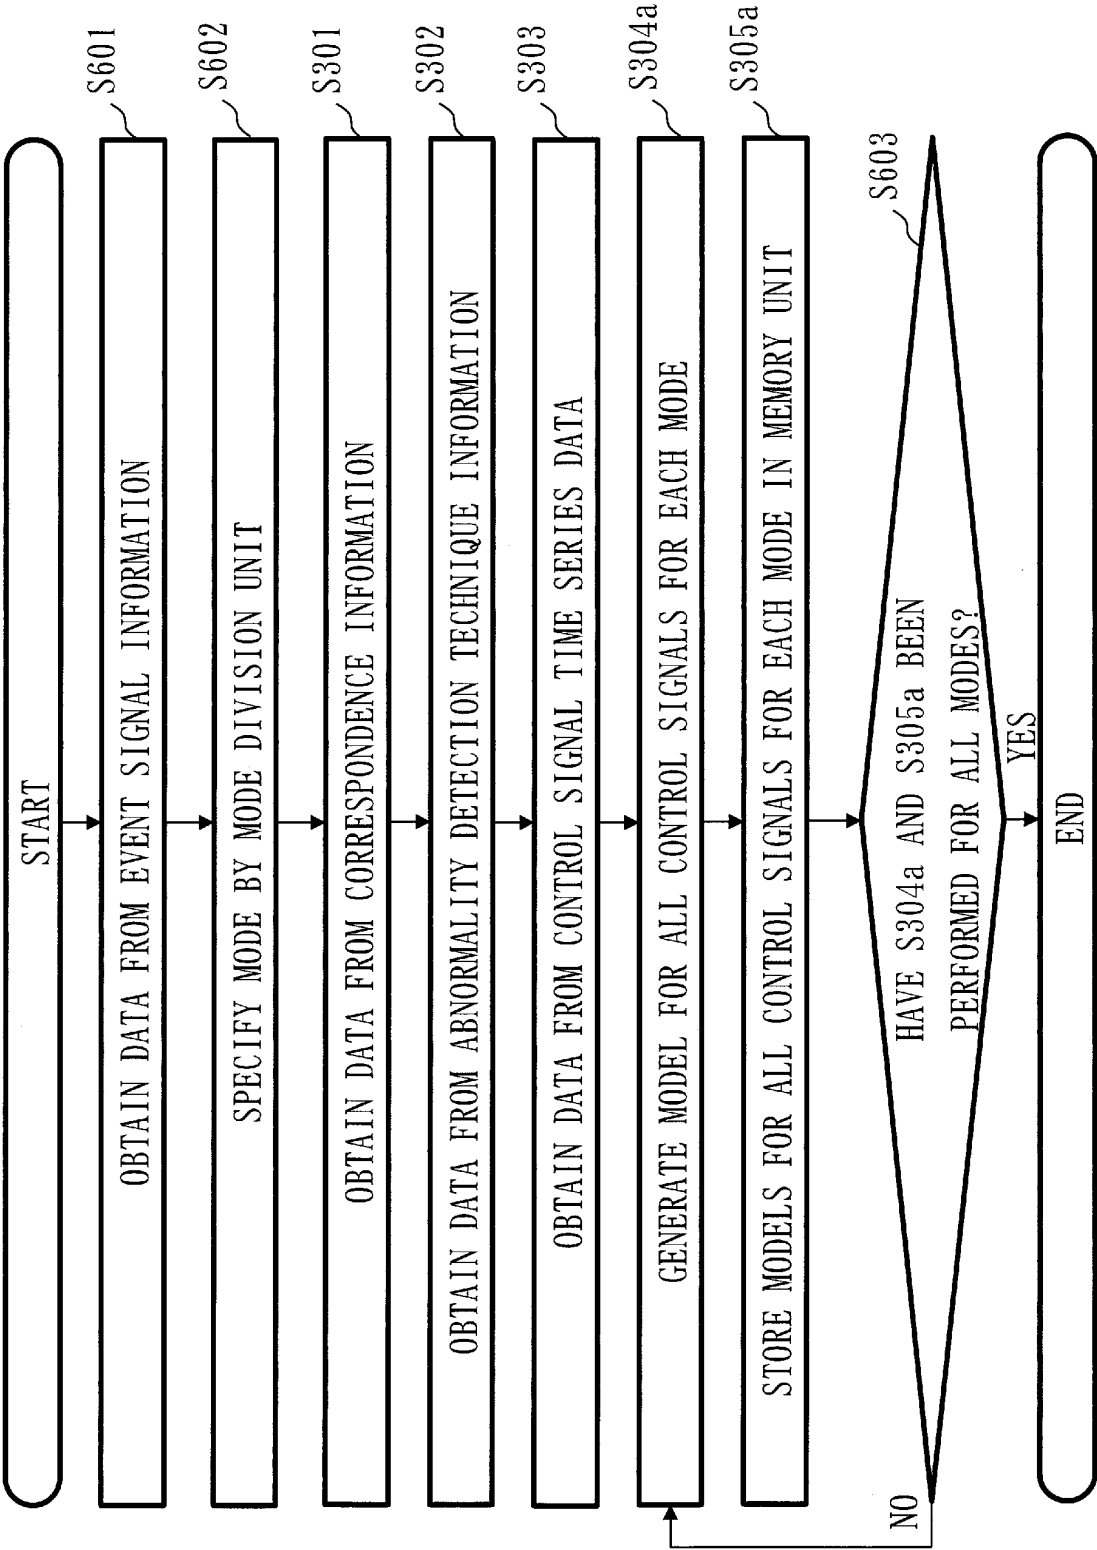 START
S601
OBTAIN DATA FROM EVENT SIGNAL INFORMATION
S602
SPECIFY MODE BY MODE DIVISION UNIT
S301
OBTAIN DATA FROM CORRESPONDENCE INFORMATION
S302
OBTAIN DATA FROM ABNORMALITY DETECTION TECHNIQUE INFORMATION
S303
OBTAIN DATA FROM CONTROL SIGNAL TIME SERIES DATA
S304a
GENERATE MODEL FOR ALL CONTROL SIGNALS FOR EACH MODE
S305a
STORE MODELS FOR ALL CONTROL SIGNALS FOR EACH MODE IN MEMORY UNIT
S603
HAVE S304a AND S305a BEEN
PERFORMED FOR ALL MODES?
NO
YES
END